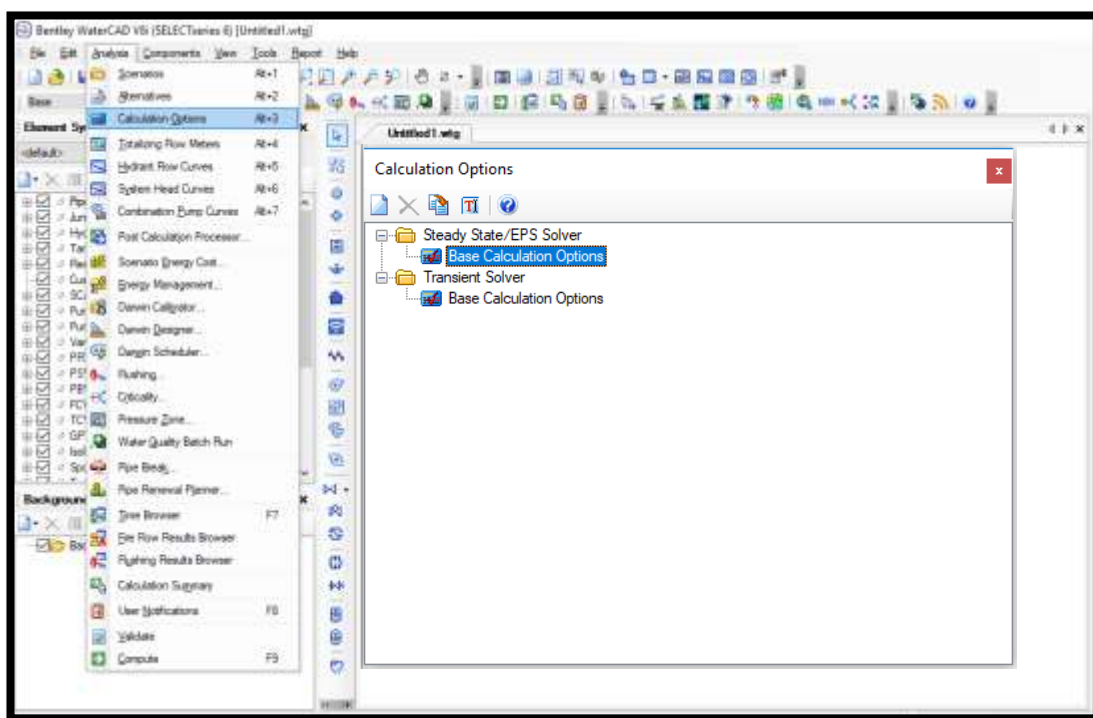 Bentley WaterCAD V8i (SELECTseries 6) [Untitled1.wtg]
File Edit Analysis Components View Tools Report Help
Scenarios Alt+1
Base Alternatives Alt+2
Element Sy Calculation Options Alt+3
Untitled1.wtg
<default> Totalizing Flow Meters Alt+4
Hydrant Flow Curves Alt+5
System Head Curves Alt+6
Combination Pump Curves Alt+7
Post Calculation Processor...
Scenario Energy Cost...
Energy Management...
Darwin Calibrator...
Darwin Designer...
Darwin Scheduler...
Flushing...
Criticality...
Pressure Zone...
Water Quality Batch Run
Pipe Break...
Pipe Renewal Planner...
Background
Time Browser F7
Fire Flow Results Browser
Flushing Results Browser
Calculation Summary
User Notifications F8
Validate
Compute F9
Calculation Options
Steady State/EPS Solver
Base Calculation Options
Transient Solver
Base Calculation Options